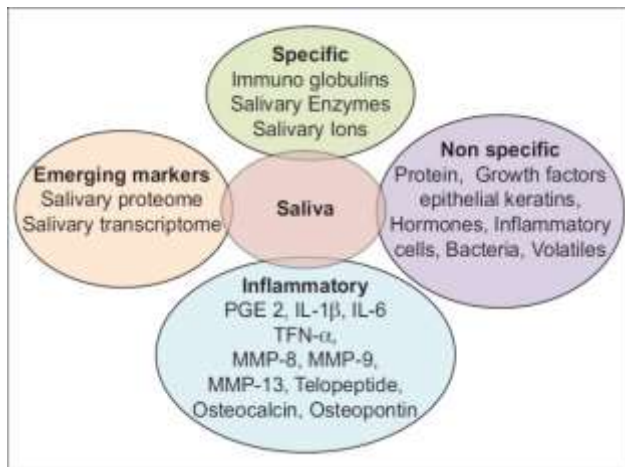 Specific
Immuno globulins
Salivary Enzymes
Salivary Ions
Emerging markers
Salivary proteome
Salivary transcriptome
Saliva
Non specific
Protein, Growth factors
epithelial keratins,
Hormones, Inflammatory
cells, Bacteria, Volatiles
Inflammatory
PGE 2, IL-1β, IL-6
TFN-α,
MMP-8, MMP-9,
MMP-13, Telopeptide,
Osteocalcin, Osteopontin